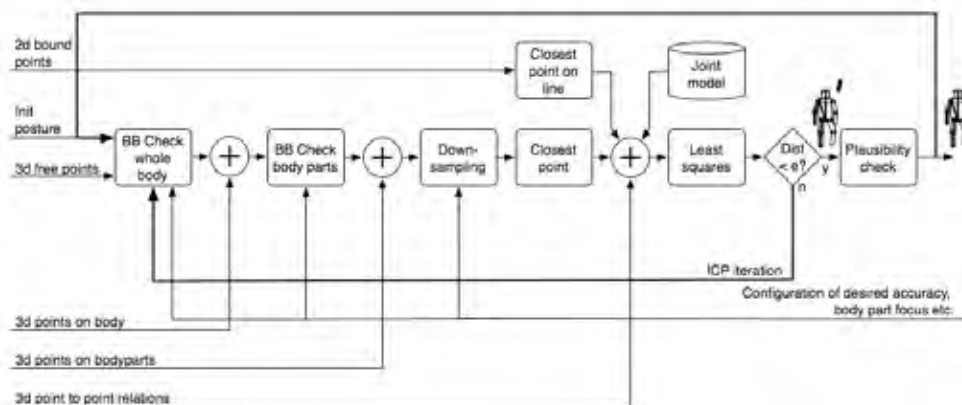 2d bound
points
Closest
point on
line
Joint
model
Init
posture
3d free points
BB Check
whole
body
+
BB Check
body parts
+
Down-
sampling
Closest
point
+
Least
squares
Dist
< e?
y
n
Plausibility
check
ICP iteration
Configuration of desired accuracy,
body part focus etc.
3d points on body
3d points on bodyparts
3d point to point relations